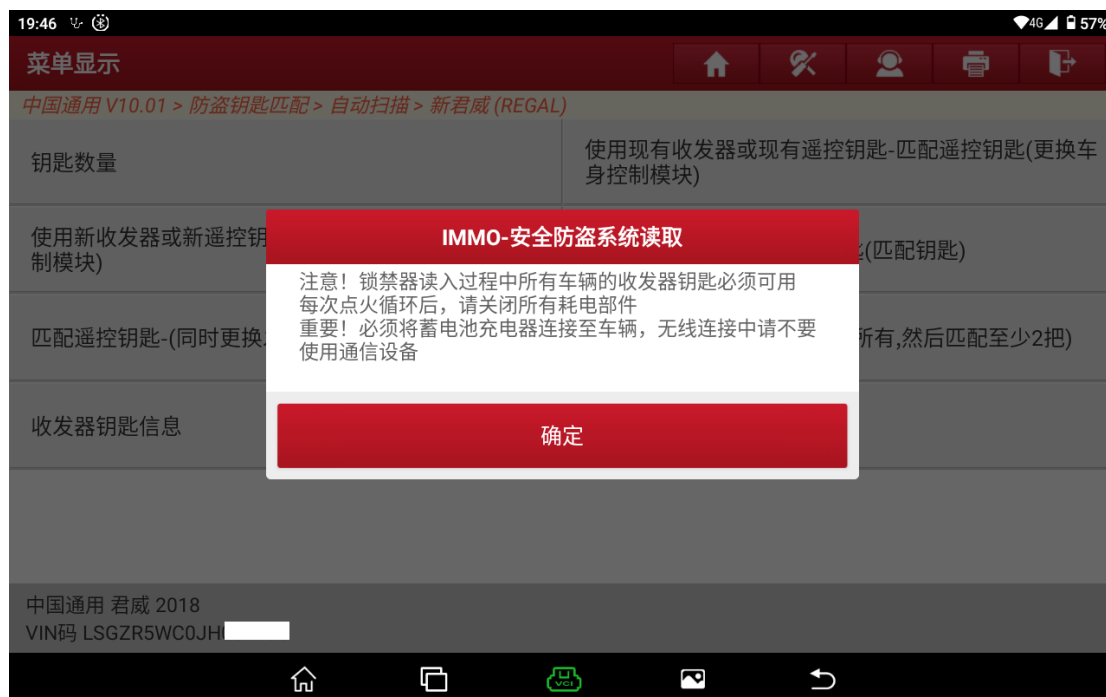 19:46
4G 57%
菜单显示
中国通用 V10.01 > 防盗钥匙匹配 > 自动扫描 > 新君威 (REGAL)
钥匙数量
使用现有收发器或现有遥控钥匙-匹配遥控钥匙(更换车
身控制模块)
使用新收发器或新遥控钥
制模块)
(匹配钥匙)
IMMO-安全防盗系统读取
注意！锁禁器读入过程中所有车辆的收发器钥匙必须可用
每次点火循环后，请关闭所有耗电部件
重要！必须将蓄电池充电器连接至车辆，无线连接中请不要
使用通信设备
确定
匹配遥控钥匙-(同时更换
所有,然后匹配至少2把)
收发器钥匙信息
中国通用 君威 2018
VIN码 LSGZR5WC0JH
VCI